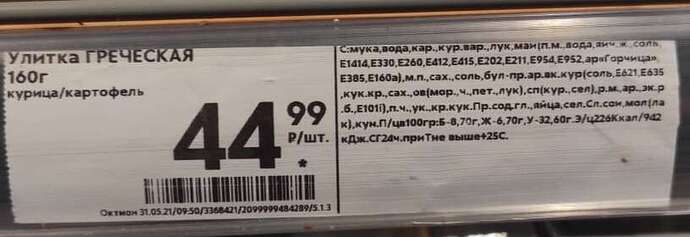 Улитка ГРЕЧЕСКАЯ
160г
курица/картофель
44 99
₽/шт.
*
Октион 31.05.21/09:50/3368421/2099999484289/5.1.3
С:мука,вода,кар.,кур.вар.,лук,май(п.м.,вода,яич.ж.,соль,
Е1414,Е330,Е260,Е412,Е415,Е202,Е211,Е954,Е952,ар«Горчица»,
Е385,Е160а),м.п.,сах.,соль,бул-пр.ар.вк.кур(соль,Е621,Е635
,кук.кр.,сах.,ов(мор.,ч.,пет.,лук),сп(кур.,сел),р.м.,ар.,эк.р
.б.,Е101i),п.ч.,ук.,кр.кук.Пр.сод.гл.,яйца,сел.Сл.сои,мол(ла
к),кун.П/цв100гр:Б-8,70г,Ж-6,70г,У-32,60г.Э/ц226Ккал/942
кДж.СГ24ч.приТне выше+25С.